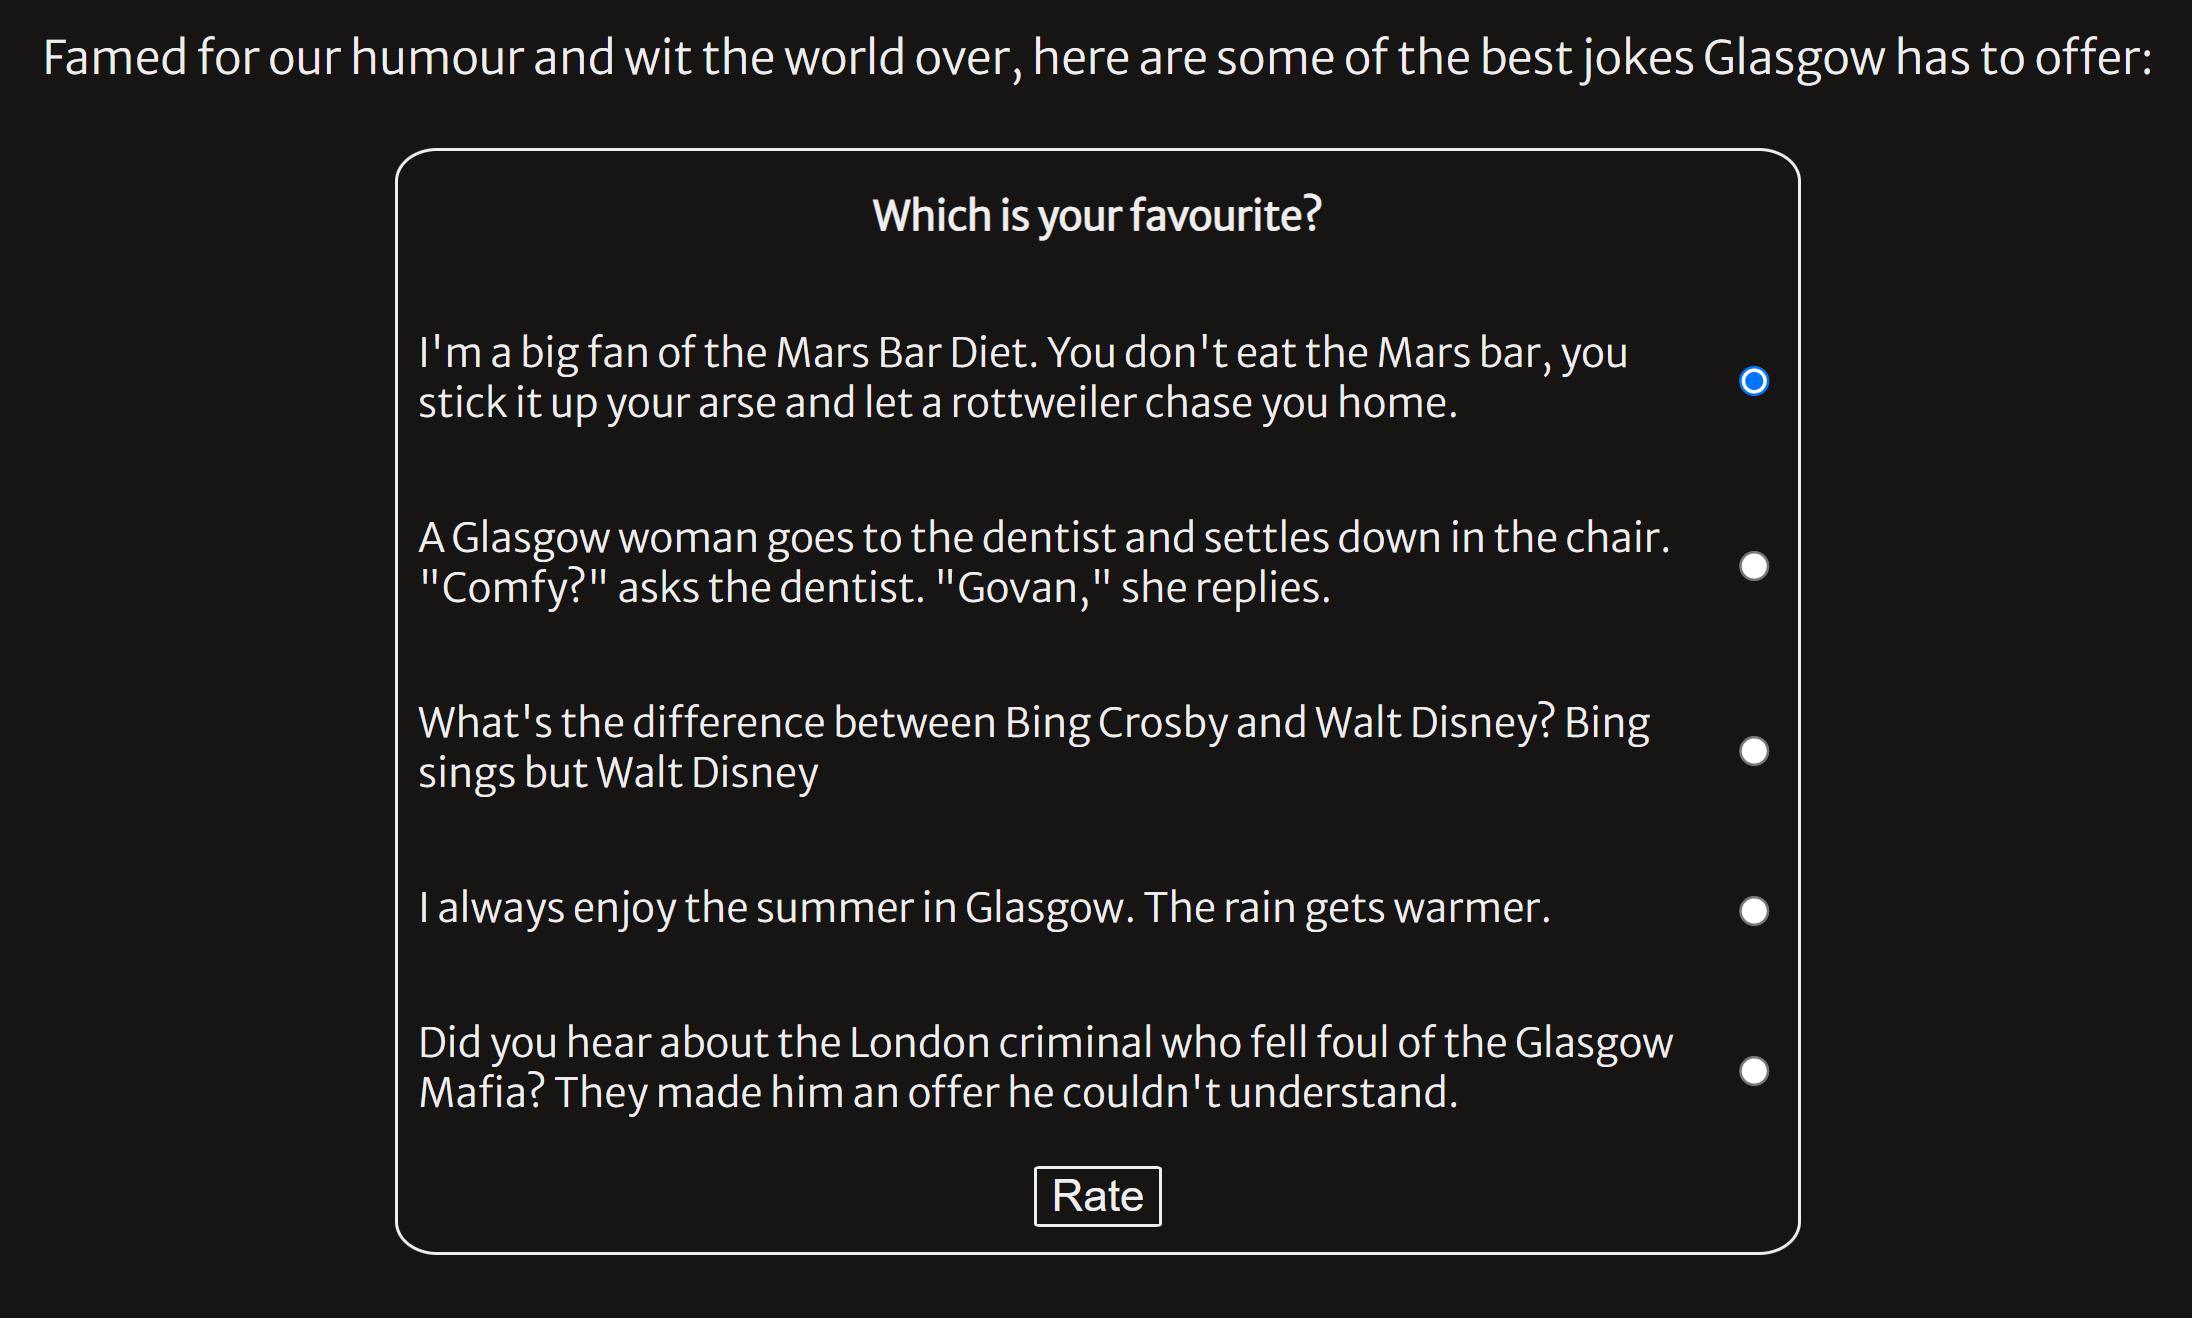 Famed for our humour and wit the world over, here are some of the best jokes Glasgow has to offer:
Which is your favourite?
I'm a big fan of the Mars Bar Diet. You don't eat the Mars bar, you
stick it up your arse and let a rottweiler chase you home.
A Glasgow woman goes to the dentist and settles down in the chair.
"Comfy?" asks the dentist. "Govan," she replies.
What's the difference between Bing Crosby and Walt Disney? Bing
sings but Walt Disney
I always enjoy the summer in Glasgow. The rain gets warmer.
Did you hear about the London criminal who fell foul of the Glasgow
Mafia? They made him an offer he couldn't understand.
Rate